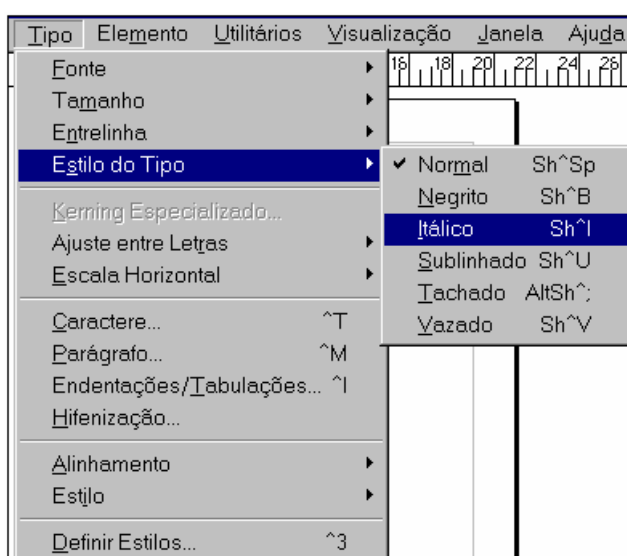 Tipo Elemento Utilitários Visualização Janela Ajuda
16 18 20 22 24 26
Fonte
Tamanho
Entrelinha
Estilo do Tipo
Normal Sh^Sp
Negrito Sh^B
Itálico Sh^I
Sublinhado Sh^U
Tachado AltSh^;
Vazado Sh^V
Kerning Especializado...
Ajuste entre Letras
Escala Horizontal
Caractere... ^T
Parágrafo... ^M
Endentações/Tabulações... ^I
Hifenização...
Alinhamento
Estilo
Definir Estilos... ^3